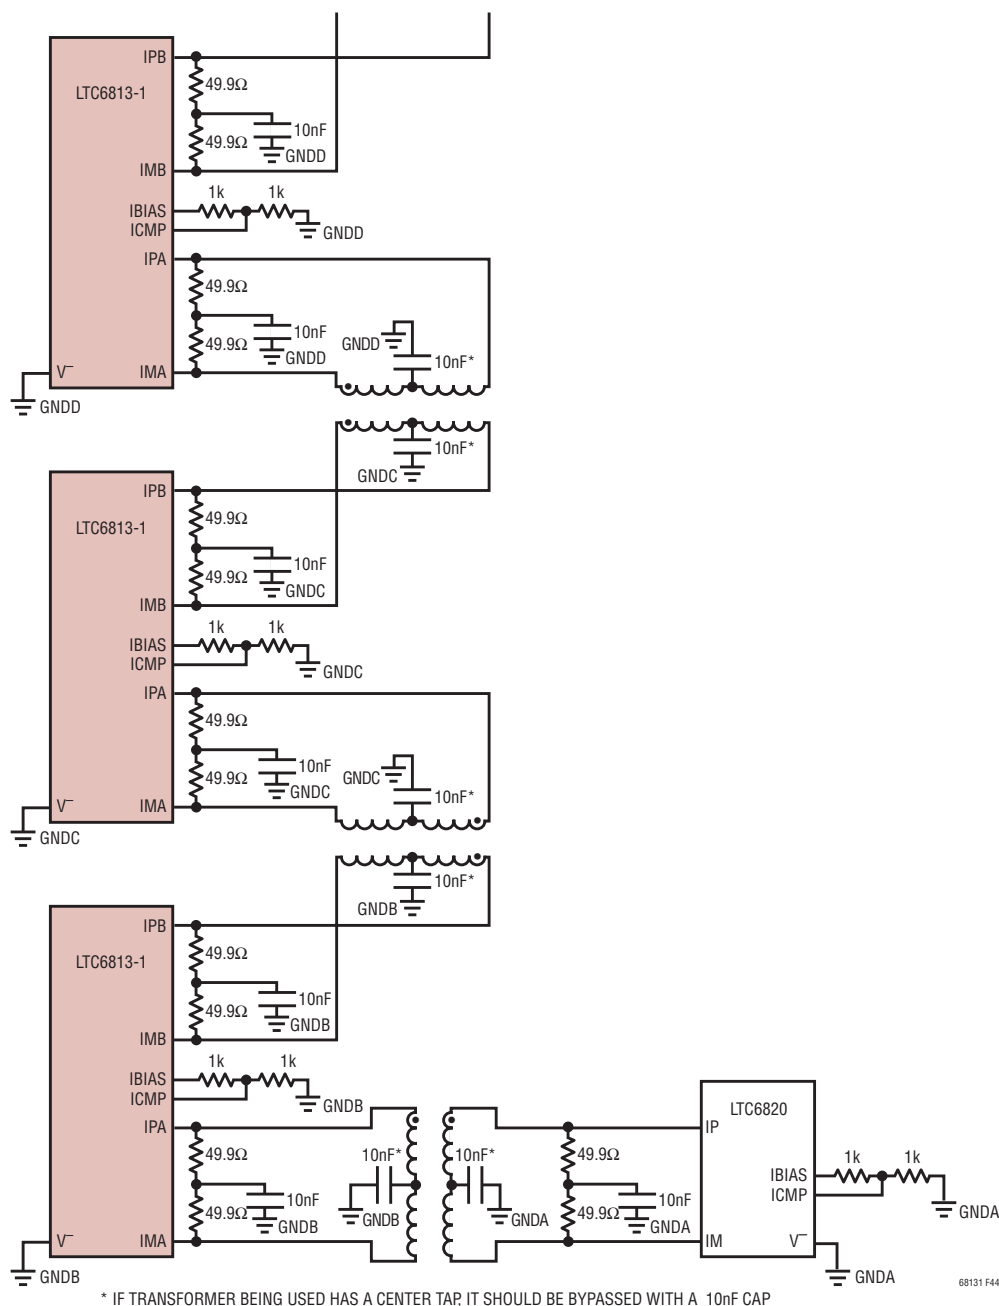 IPB
49.9Ω
LTC6813-1
10nF
49.9Ω
GNDD
IMB
1k 1k
IBIAS
ICMP
GNDD
IPA
49.9Ω
10nF
49.9Ω
GNDD
GNDD
10nF*
V– IMA
GNDD
10nF*
GNDC
IPB
49.9Ω
LTC6813-1
10nF
49.9Ω
GNDC
IMB
1k 1k
IBIAS
ICMP
GNDC
IPA
49.9Ω
10nF
49.9Ω
GNDC
GNDC
10nF*
V– IMA
GNDC
10nF*
GNDB
IPB
49.9Ω
LTC6813-1
10nF
49.9Ω
GNDB
IMB
1k 1k
IBIAS
ICMP
GNDB
IPA
49.9Ω
10nF
49.9Ω
GNDB
10nF*
GNDB
10nF*
GNDA
V– IMA
GNDB
49.9Ω
10nF
49.9Ω
GNDA
LTC6820
IP
1k 1k
IBIAS
ICMP
GNDA
IM V–
GNDA
68131 F44
* IF TRANSFORMER BEING USED HAS A CENTER TAP, IT SHOULD BE BYPASSED WITH A 10nF CAP